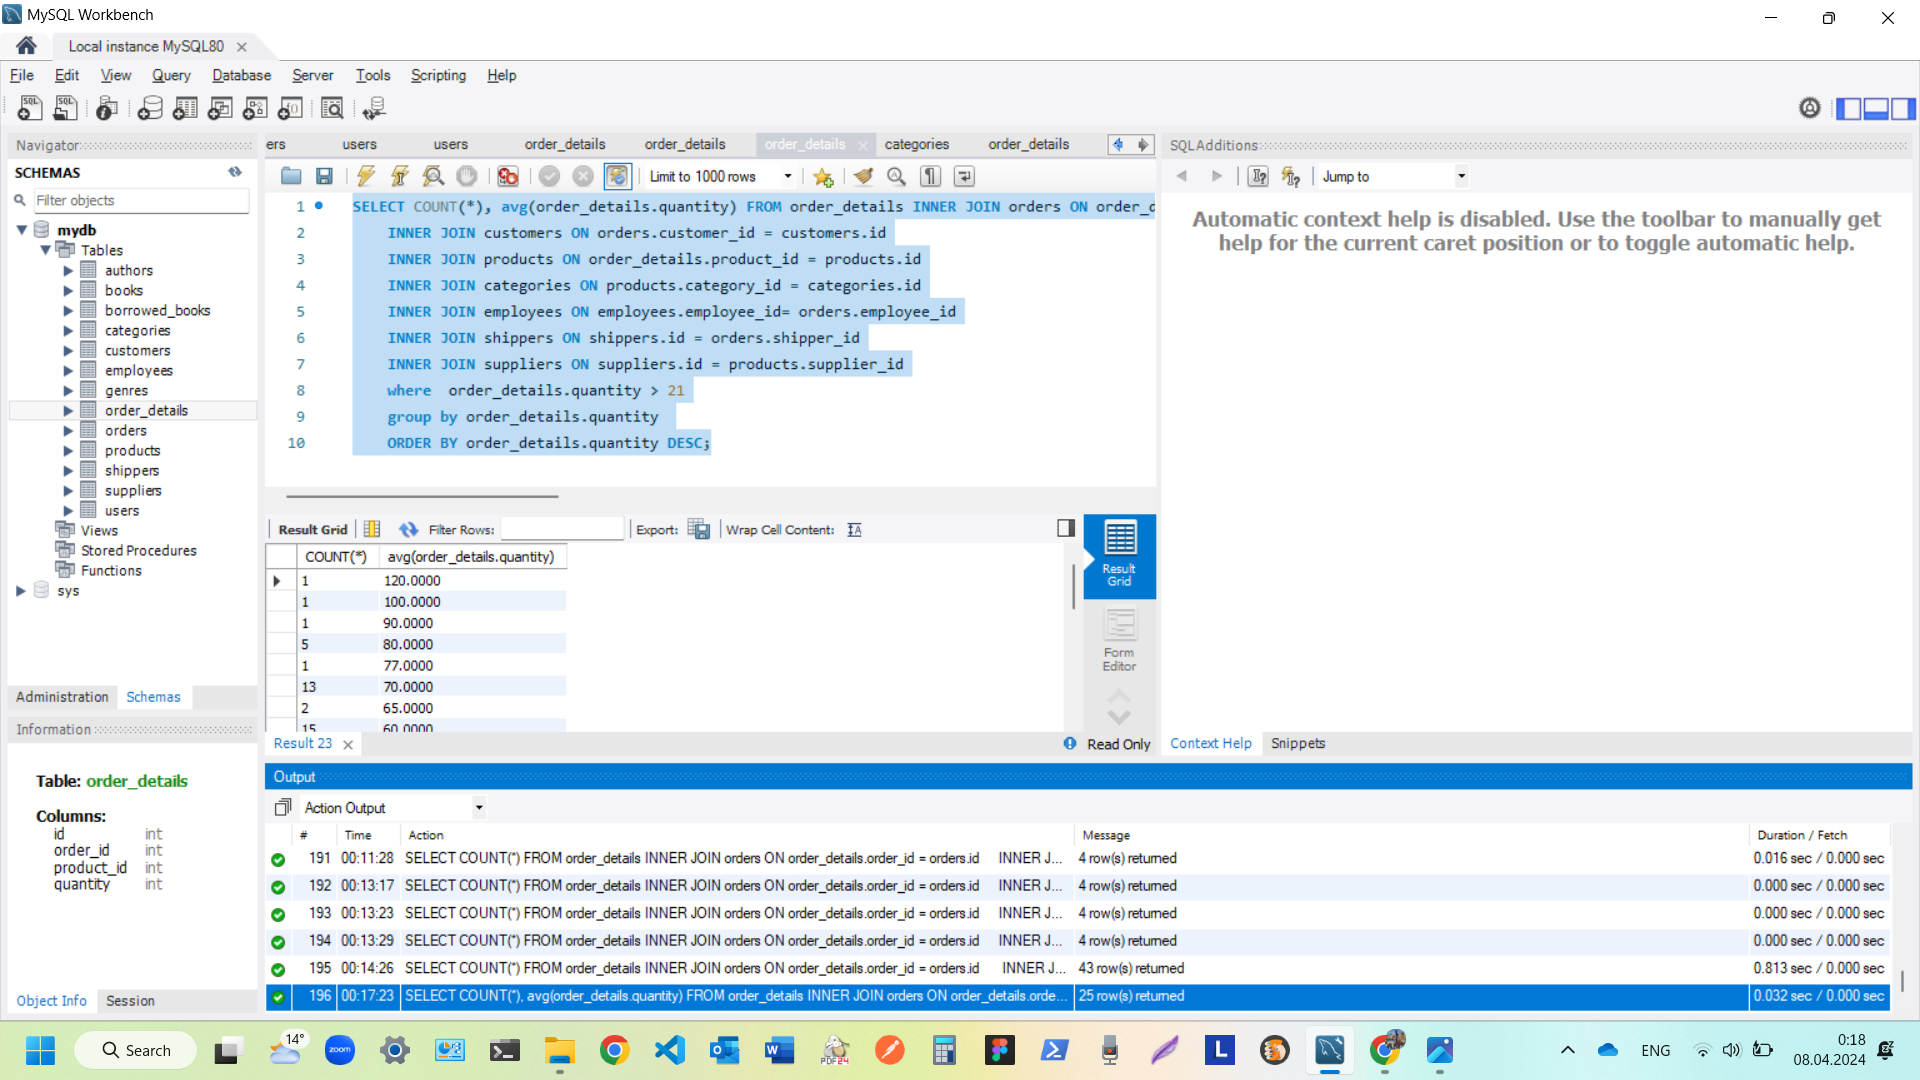 MySQL Workbench
Local instance MySQL80
File Edit View Query Database Server Tools Scripting Help
Navigator
SCHEMAS
Filter objects
mydb
Tables
authors
books
borrowed_books
categories
customers
employees
genres
order_details
orders
products
shippers
suppliers
users
Views
Stored Procedures
Functions
sys
Administration Schemas
Information
Table: order_details
Columns:
id int
order_id int
product_id int
quantity int
Object Info Session
ers users users order_details order_details order_details categories order_details
Limit to 1000 rows
1 SELECT COUNT(*), avg(order_details.quantity) FROM order_details INNER JOIN orders ON order_d
2 INNER JOIN customers ON orders.customer_id = customers.id
3 INNER JOIN products ON order_details.product_id = products.id
4 INNER JOIN categories ON products.category_id = categories.id
5 INNER JOIN employees ON employees.employee_id= orders.employee_id
6 INNER JOIN shippers ON shippers.id = orders.shipper_id
7 INNER JOIN suppliers ON suppliers.id = products.supplier_id
8 where order_details.quantity > 21
9 group by order_details.quantity
10 ORDER BY order_details.quantity DESC;
Result Grid Filter Rows: Export: Wrap Cell Content:
COUNT(*) avg(order_details.quantity)
1 120.0000
1 100.0000
1 90.0000
5 80.0000
1 77.0000
13 70.0000
2 65.0000
15 60.0000
Result Grid
Form Editor
Result 23 Read Only
SQLAdditions
Jump to
Automatic context help is disabled. Use the toolbar to manually get
help for the current caret position or to toggle automatic help.
Context Help Snippets
Output
Action Output
# Time Action Message Duration / Fetch
191 00:11:28 SELECT COUNT(*) FROM order_details INNER JOIN orders ON order_details.order_id = orders.id INNER J... 4 row(s) returned 0.016 sec / 0.000 sec
192 00:13:17 SELECT COUNT(*) FROM order_details INNER JOIN orders ON order_details.order_id = orders.id INNER J... 4 row(s) returned 0.000 sec / 0.000 sec
193 00:13:23 SELECT COUNT(*) FROM order_details INNER JOIN orders ON order_details.order_id = orders.id INNER J... 4 row(s) returned 0.000 sec / 0.000 sec
194 00:13:29 SELECT COUNT(*) FROM order_details INNER JOIN orders ON order_details.order_id = orders.id INNER J... 4 row(s) returned 0.000 sec / 0.000 sec
195 00:14:26 SELECT COUNT(*) FROM order_details INNER JOIN orders ON order_details.order_id = orders.id INNER J... 43 row(s) returned 0.813 sec / 0.000 sec
196 00:17:23 SELECT COUNT(*), avg(order_details.quantity) FROM order_details INNER JOIN orders ON order_details.orde... 25 row(s) returned 0.032 sec / 0.000 sec
Search 14° zoom PDF24 L ENG 0:18
08.04.2024